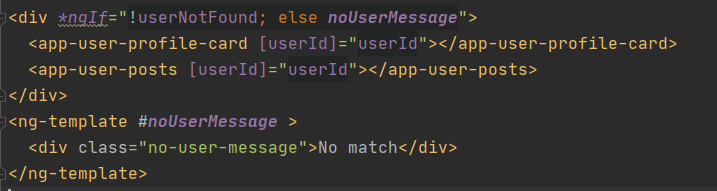 <div *ngIf="!userNotFound; else noUserMessage">
<app-user-profile-card [userId]="userId"></app-user-profile-card>
<app-user-posts [userId]="userId"></app-user-posts>
</div>
<ng-template #noUserMessage >
<div class="no-user-message">No match</div>
</ng-template>